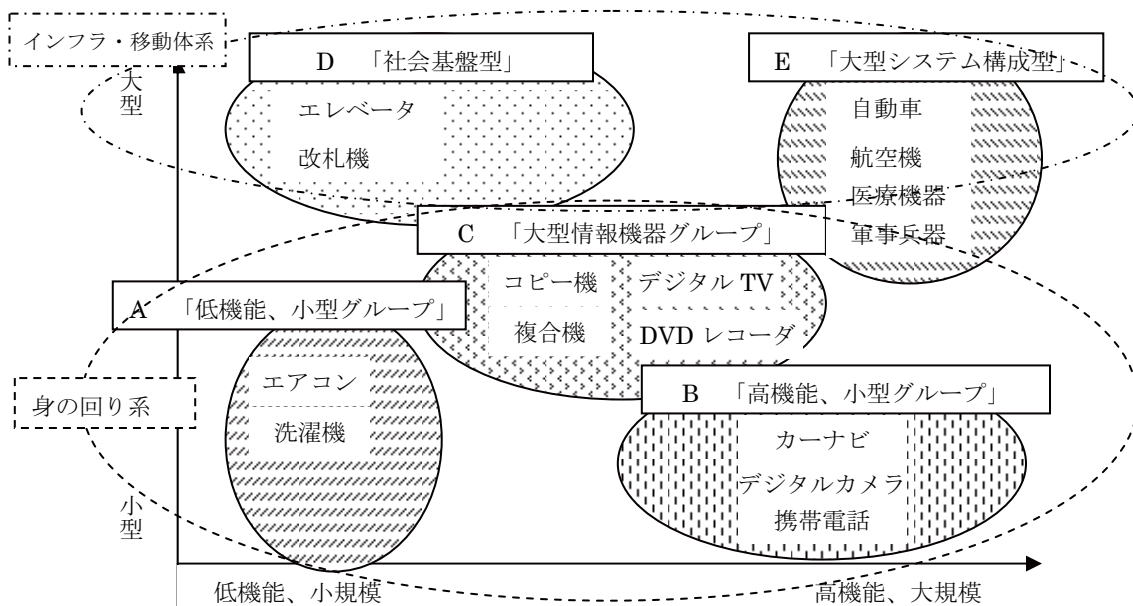 インフラ・移動体系
大型
D 「社会基盤型」
エレベータ
改札機
E 「大型システム構成型」
自動車
航空機
医療機器
軍事兵器
C 「大型情報機器グループ」
コピー機
デジタル TV
複合機
DVD レコーダ
A 「低機能、小型グループ」
エアコン
洗濯機
身の回り系
B 「高機能、小型グループ」
カーナビ
デジタルカメラ
携帯電話
小型
低機能、小規模
高機能、大規模